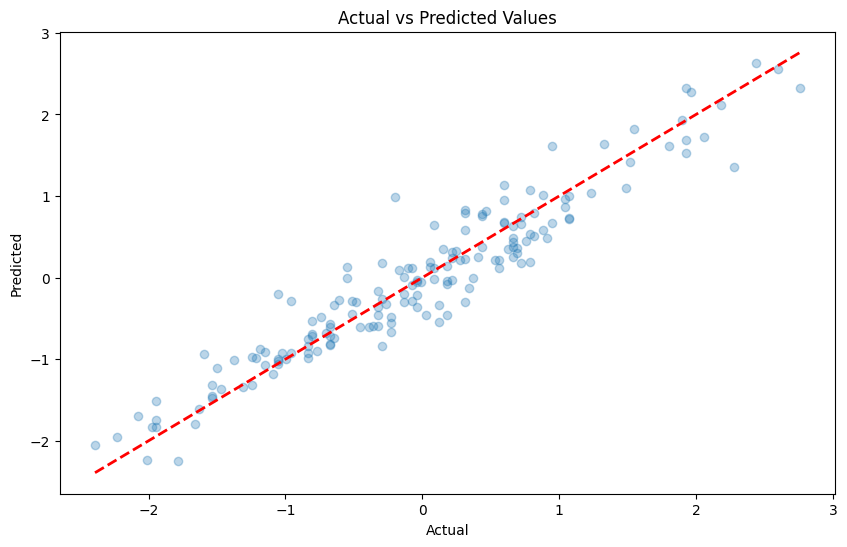 Actual vs Predicted Values
3
2
1
0
−1
−2
Predicted
−2 −1 0 1 2 3
Actual